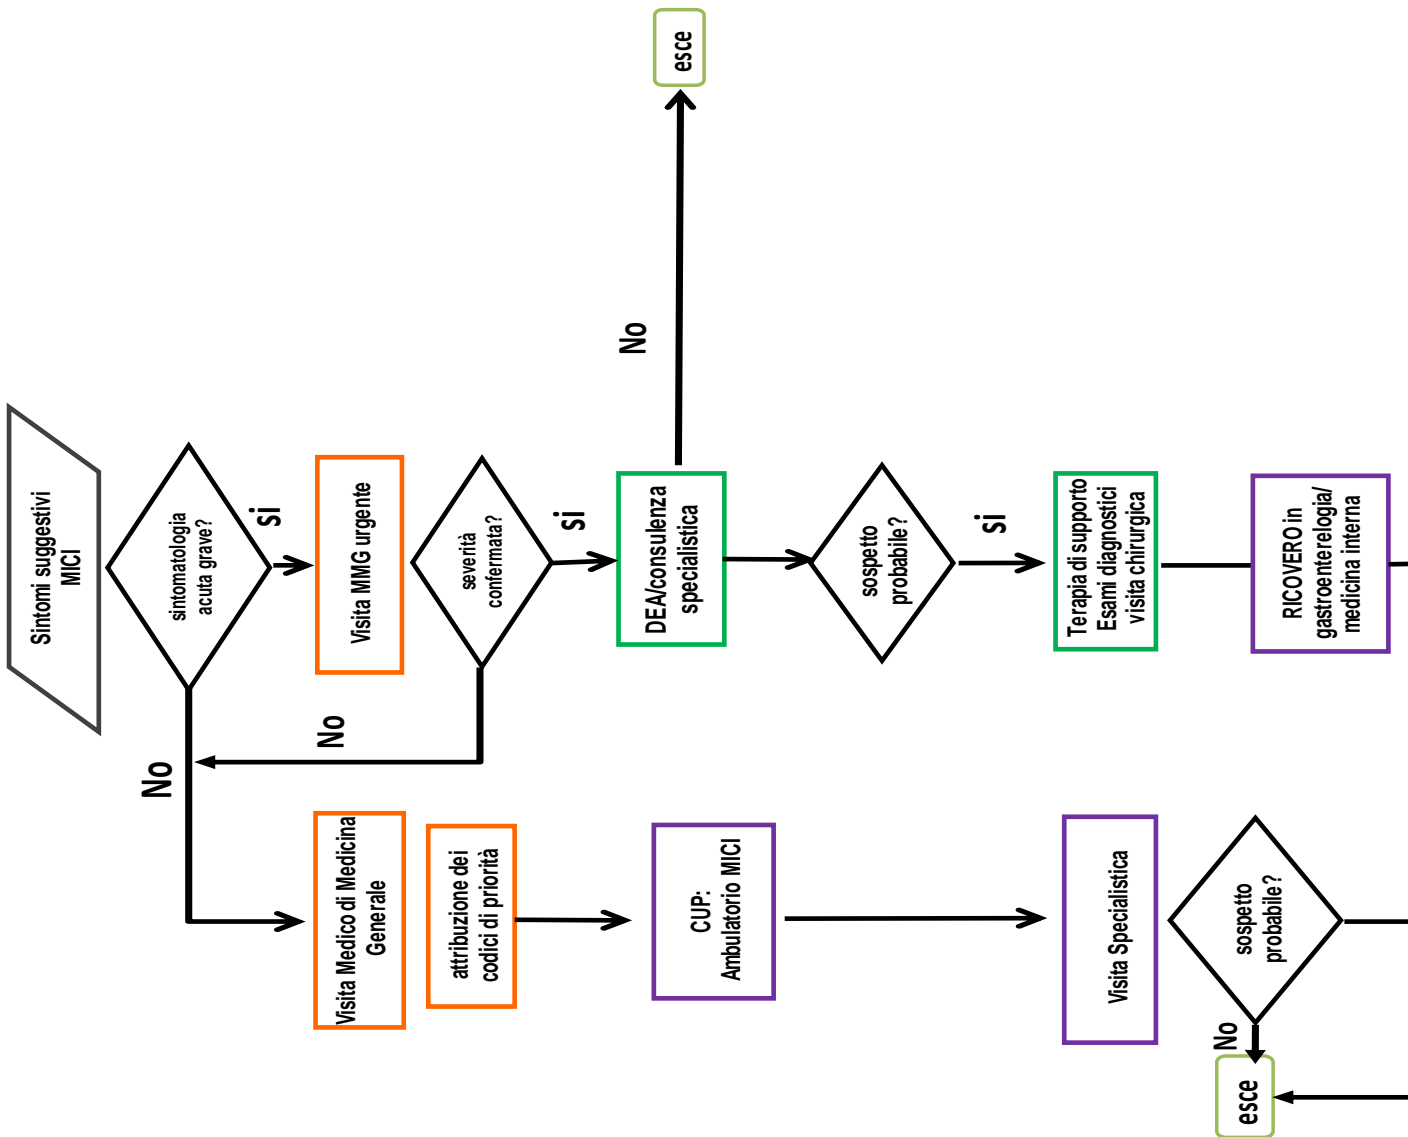 Sintomi suggestivi
MICI
sintomatologia
acuta grave?
si
No
Visita MMG urgente
severità
confermata?
No
si
DEA/consulenza
specialistica
No
esce
sospetto
probabile?
si
Terapia di supporto
Esami diagnostici
visita chirurgica
RICOVERO in
gastroenterelogia/
medicina interna
Visita Medico di Medicina
Generale
attribuzione dei
codici di priorità
CUP:
Ambulatorio MICI
Visita Specialistica
sospetto
probabile?
No
esce